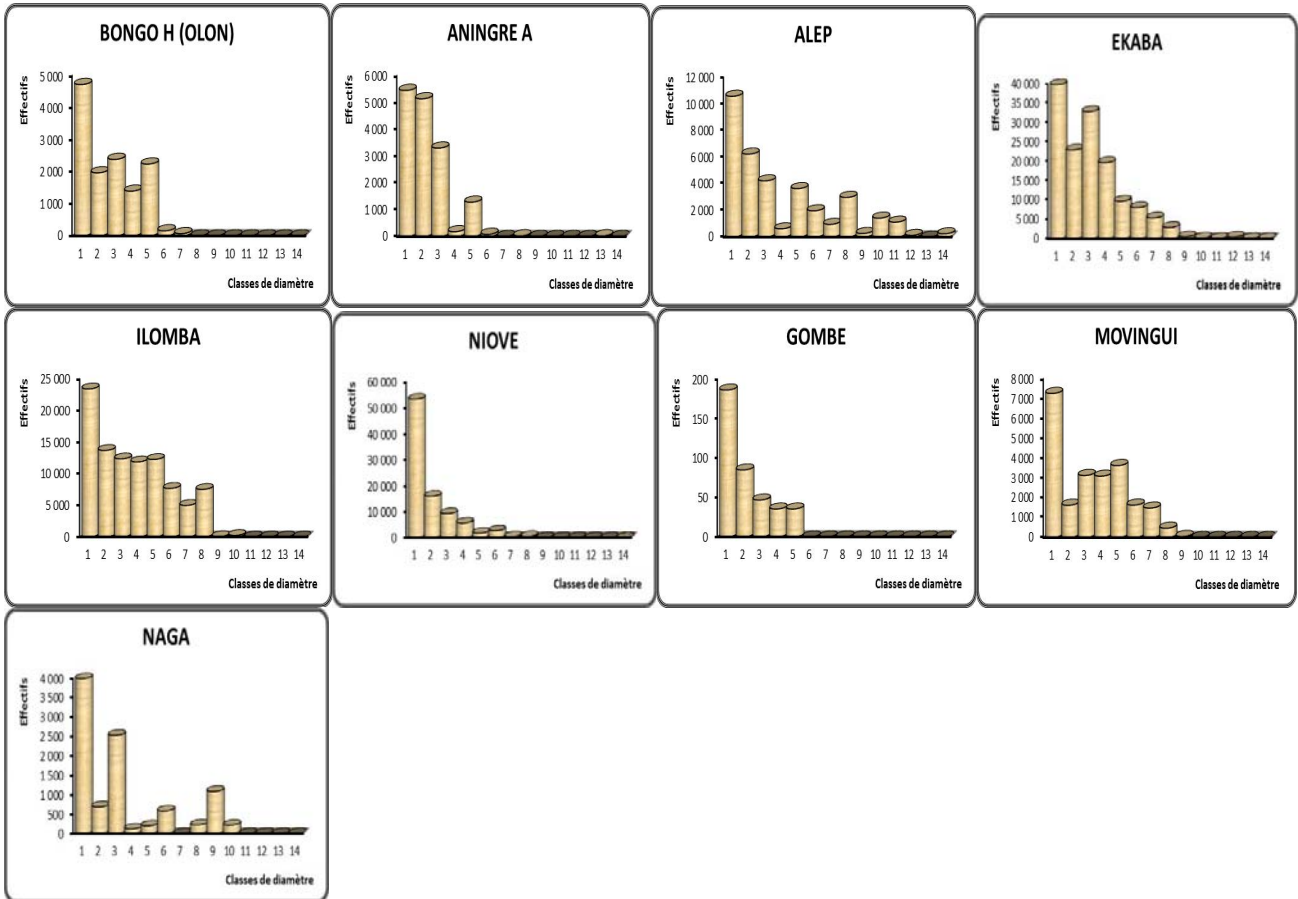 BONGO H (OLON)
Effectifs
5 000
4 000
3 000
2 000
1 000
0
1 2 3 4 5 6 7 8 9 10 11 12 13 14
Classes de diamètre
ANINGRE A
Effectifs
6 000
5 000
4 000
3 000
2 000
1 000
0
1 2 3 4 5 6 7 8 9 10 11 12 13 14
Classes de diamètre
ALEP
Effectifs
12 000
10 000
8 000
6 000
4 000
2 000
0
1 2 3 4 5 6 7 8 9 10 11 12 13 14
Classes de diamètre
EKABA
Effectifs
40 000
35 000
30 000
25 000
20 000
15 000
10 000
5 000
0
1 2 3 4 5 6 7 8 9 10 11 12 13 14
Classes de diamètre
ILOMBA
Effectifs
25 000
20 000
15 000
10 000
5 000
0
1 2 3 4 5 6 7 8 9 10 11 12 13 14
Classes de diamètre
NIOVE
Effectifs
60 000
50 000
40 000
30 000
20 000
10 000
0
1 2 3 4 5 6 7 8 9 10 11 12 13 14
Classes de diamètre
GOMBE
Effectifs
200
150
100
50
0
1 2 3 4 5 6 7 8 9 10 11 12 13 14
Classes de diamètre
MOVINGUI
Effectifs
8 000
7 000
6 000
5 000
4 000
3 000
2 000
1 000
0
1 2 3 4 5 6 7 8 9 10 11 12 13 14
Classes de diamètre
NAGA
Effectifs
4 000
3 500
3 000
2 500
2 000
1 500
1 000
500
0
1 2 3 4 5 6 7 8 9 10 11 12 13 14
Classes de diamètre